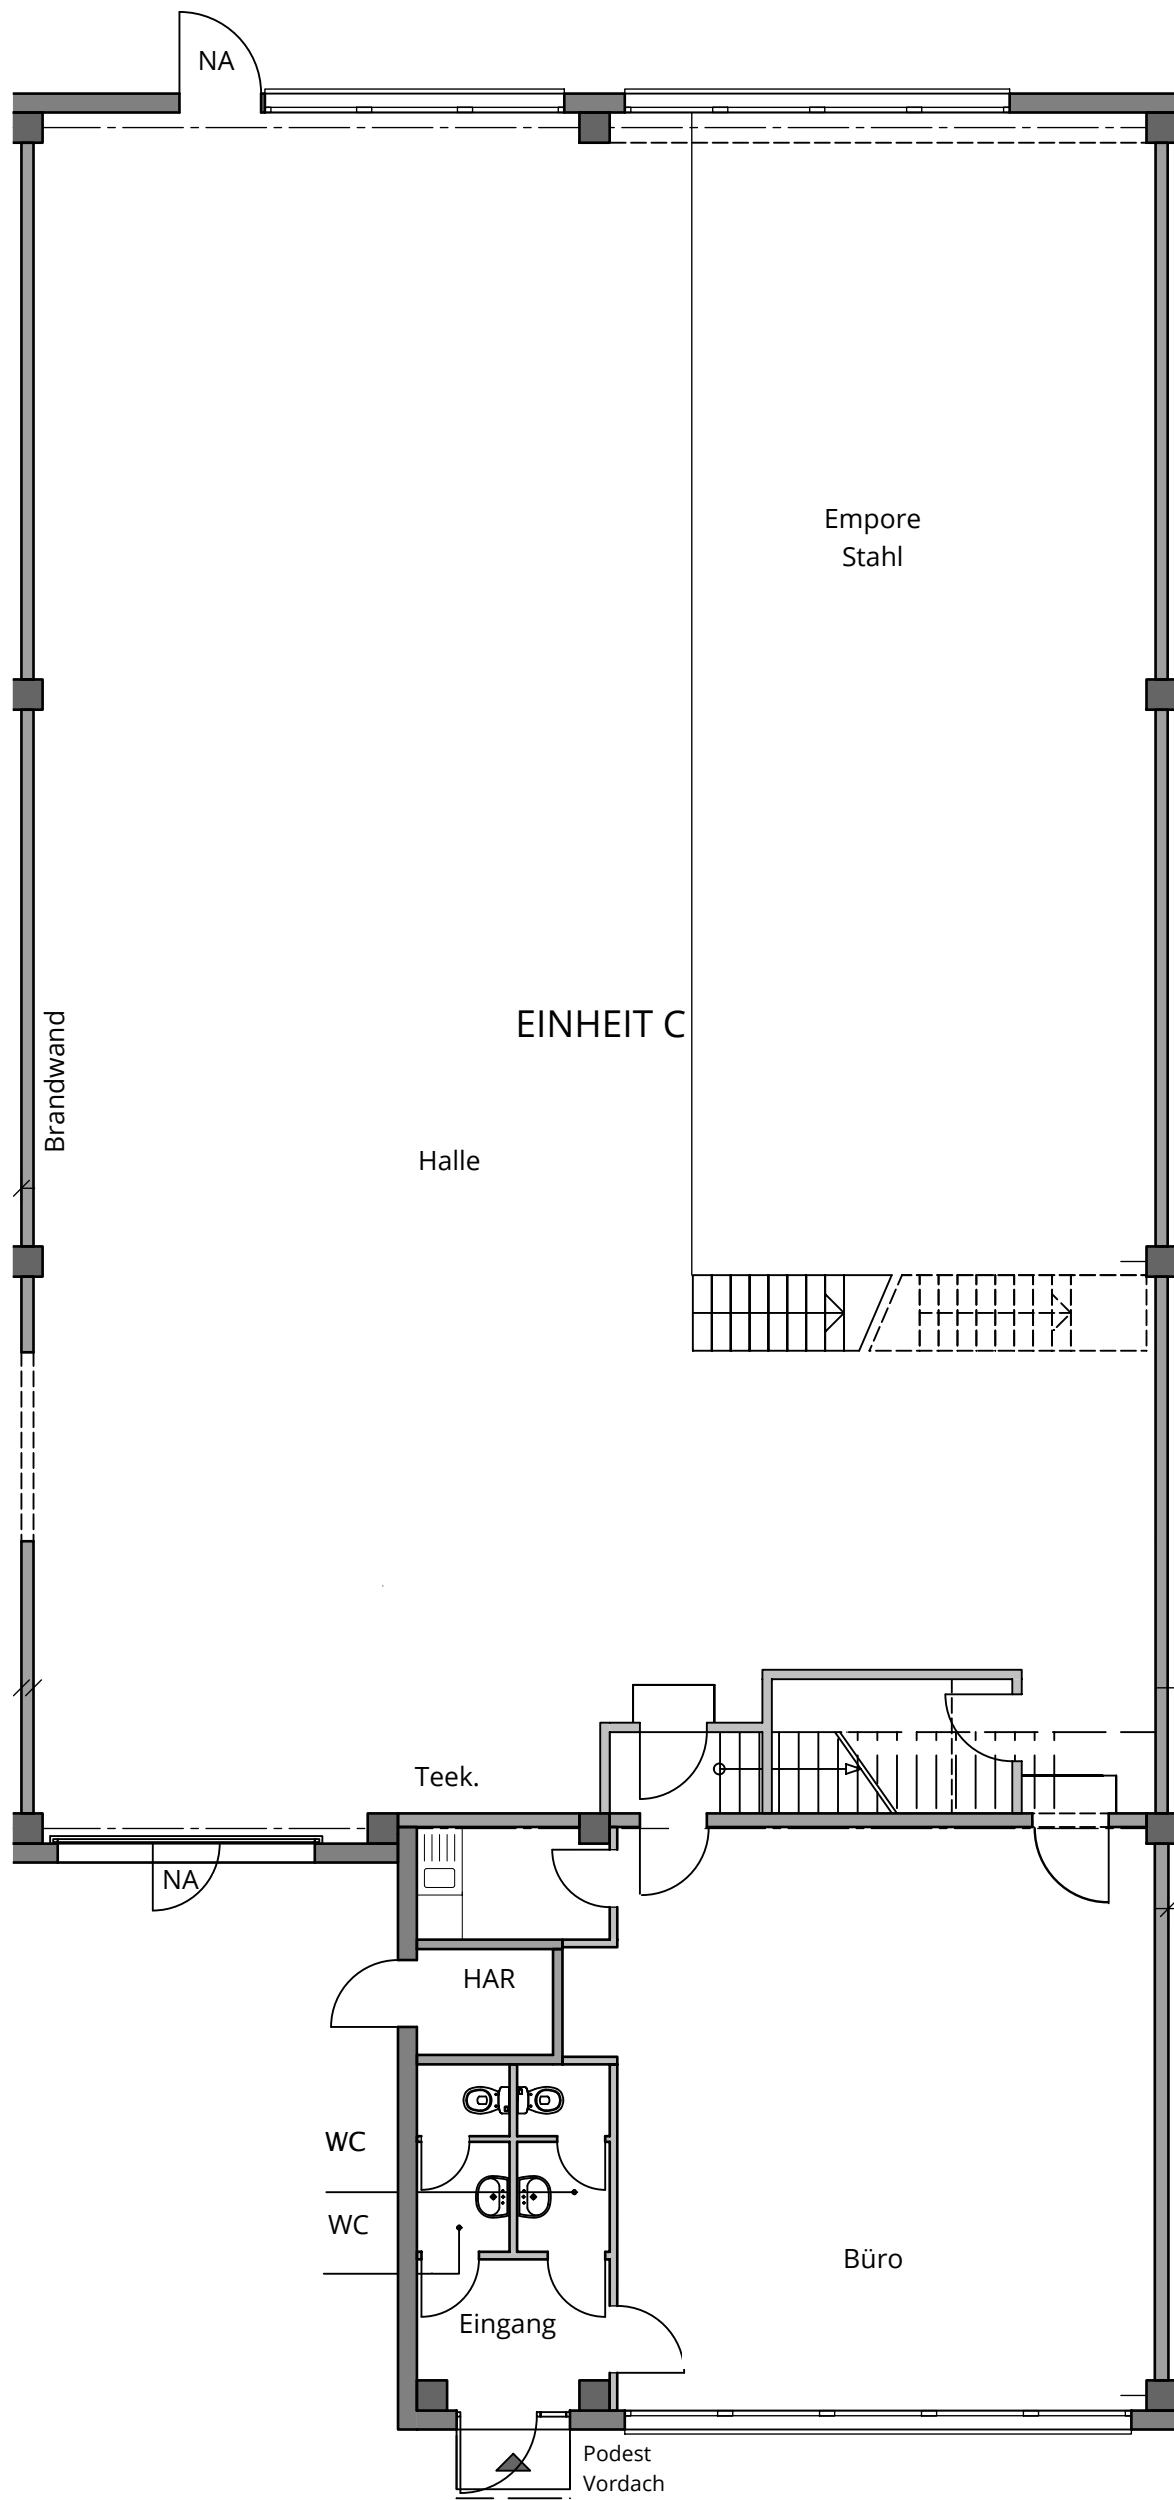 NA
Empore
Stahl
EINHEIT C
Brandwand
Halle
Teek.
NA
HAR
WC
WC
Büro
Eingang
Podest
Vordach